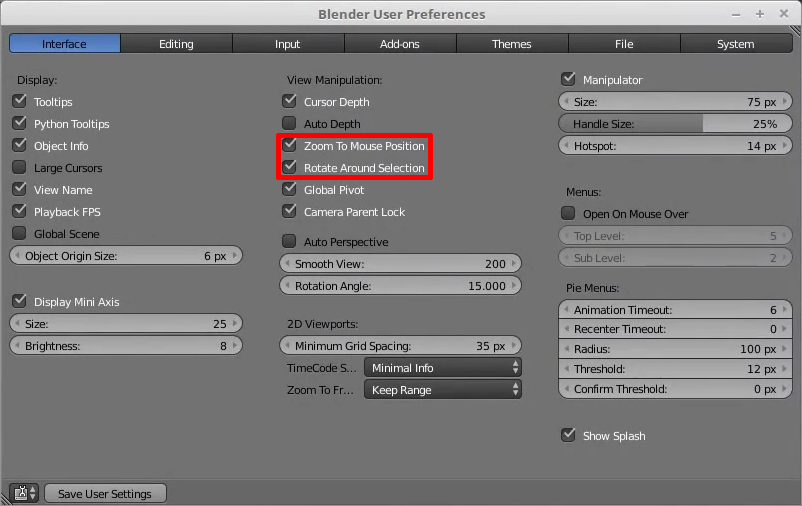 Blender User Preferences
Interface
Editing
Input
Add-ons
Themes
File
System
Display:
Tooltips
Python Tooltips
Object Info
Large Cursors
View Name
Playback FPS
Global Scene
Object Origin Size: 6 px
Display Mini Axis
Size: 25
Brightness: 8
View Manipulation:
Cursor Depth
Auto Depth
Zoom To Mouse Position
Rotate Around Selection
Global Pivot
Camera Parent Lock
Auto Perspective
Smooth View: 200
Rotation Angle: 15.000
2D Viewports:
Minimum Grid Spacing: 35 px
TimeCode S... Minimal Info
Zoom To Fr... Keep Range
Manipulator
Size: 75 px
Handle Size: 25%
Hotspot: 14 px
Menus:
Open On Mouse Over
Top Level: 5
Sub Level: 2
Pie Menus:
Animation Timeout: 6
Recenter Timeout: 0
Radius: 100 px
Threshold: 12 px
Confirm Threshold: 0 px
Show Splash
Save User Settings